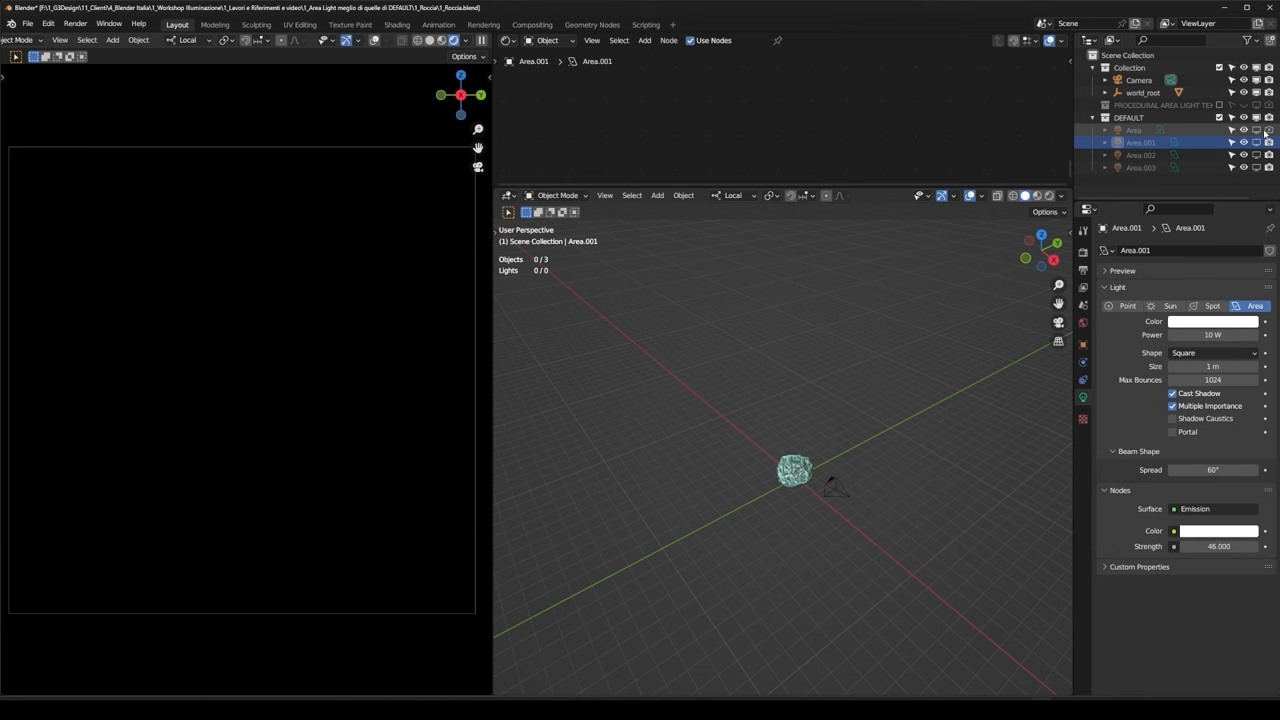 Blender* [F:\1_G3Design\11_Clienti\4_Blender Italia\1_Workshop Illuminazione\1_Lavori e Riferimenti e video\1_Area Light meglio di quelle di DEFAULT\1_Roccia\Roccia.blend]
File Edit Render Window Help Layout Modeling Sculpting UV Editing Texture Paint Shading Animation Rendering Compositing Geometry Nodes Scripting + Scene ViewLayer
ject Mode View Select Add Object Local
Options
Z
Y
X
Object View Select Add Node Use Nodes
Area.001 > Area.001
Object Mode View Select Add Object Local
Options
User Perspective
(1) Scene Collection | Area.001
Objects 0 / 3
Lights 0 / 0
Z
Y
X
Scene Collection
Collection
Camera
world_root
PROCEDURAL AREA LIGHT TE
DEFAULT
Area
Area.001
Area.002
Area.003
Area.001 > Area.001
Area.001
Preview
Light
Point Sun Spot Area
Color
Power 10 W
Shape Square
Size 1 m
Max Bounces 1024
Cast Shadow
Multiple Importance
Shadow Caustics
Portal
Beam Shape
Spread 60°
Nodes
Surface Emission
Color
Strength 46.000
Custom Properties